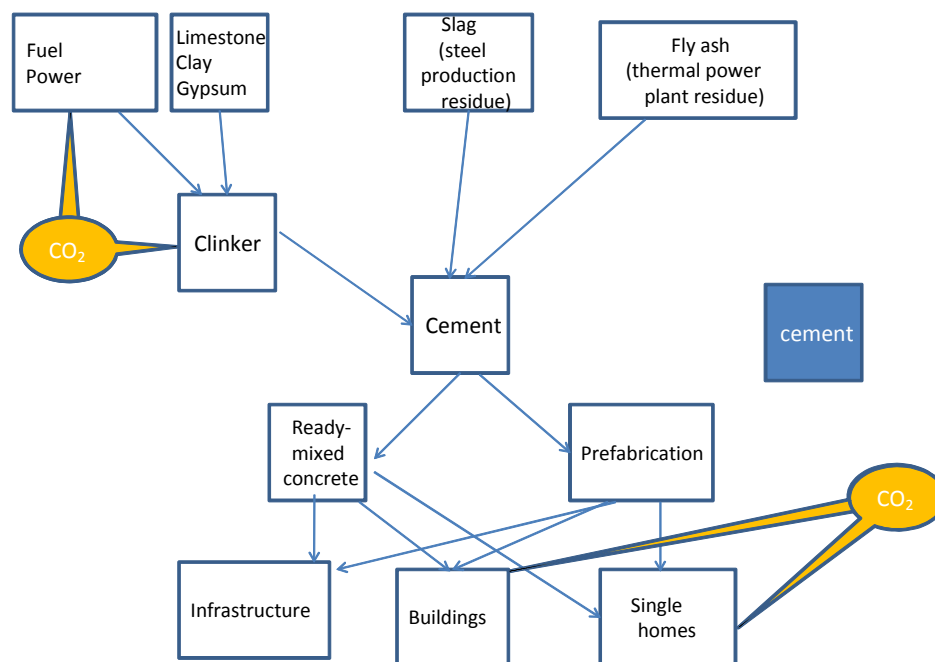 Fuel
Power
Limestone
Clay
Gypsum
Slag
(steel
production
residue)
Fly ash
(thermal power
plant residue)
CO₂
Clinker
Cement
cement
Ready-
mixed
concrete
Prefabrication
CO₂
Infrastructure
Buildings
Single
homes